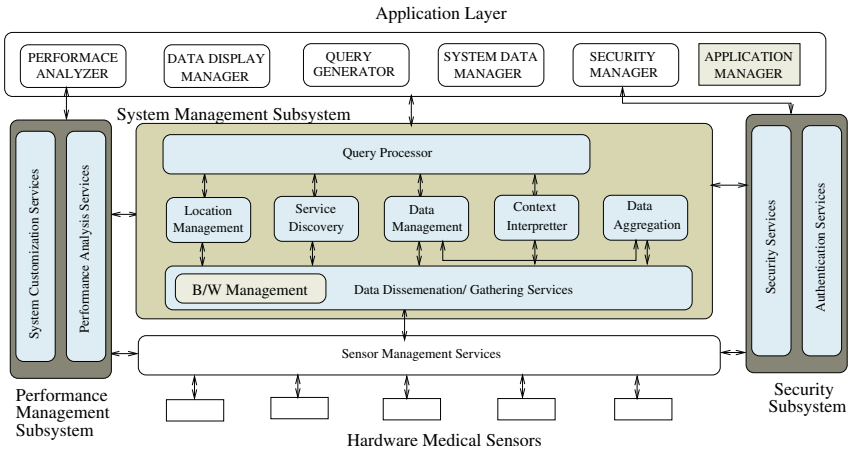 Application Layer
PERFORMACE
ANALYZER
DATA DISPLAY
MANAGER
QUERY
GENERATOR
SYSTEM DATA
MANAGER
SECURITY
MANAGER
APPLICATION
MANAGER
System Management Subsystem
System Customization Services
Performance Analysis Services
Query Processor
Location
Management
Service
Discovery
Data
Management
Context
Interpretter
Data
Aggregation
B/W Management
Data Dissemenation/ Gathering Services
Security Services
Authentication Services
Sensor Management Services
Performance
Management
Subsystem
Security
Subsystem
Hardware Medical Sensors